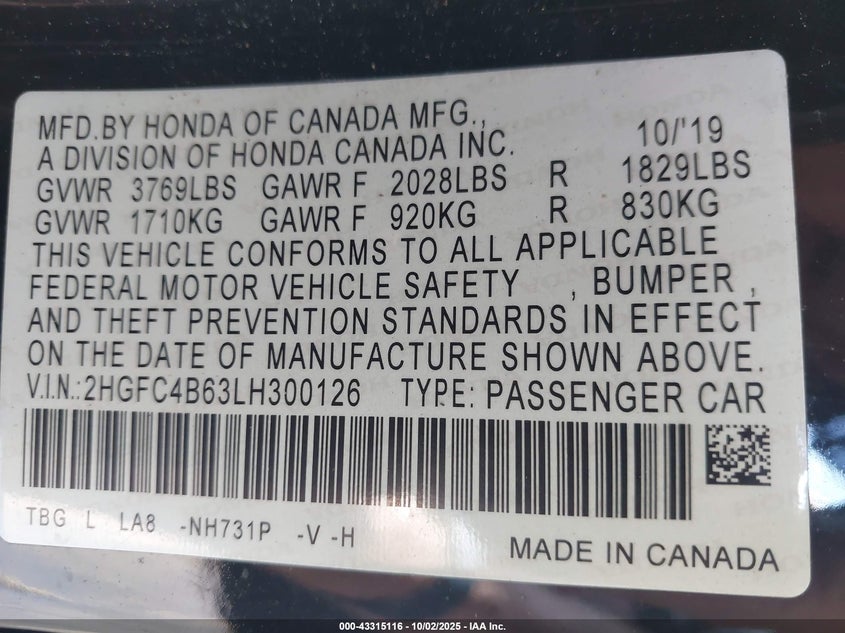 MFD.BY HONDA OF CANADA MFG.,
A DIVISION OF HONDA CANADA INC. 10/'19
GVWR 3769LBS GAWR F 2028LBS R 1829LBS
GVWR 1710KG GAWR F 920KG R 830KG
THIS VEHICLE CONFORMS TO ALL APPLICABLE
FEDERAL MOTOR VEHICLE SAFETY , BUMPER ,
AND THEFT PREVENTION STANDARDS IN EFFECT
ON THE DATE OF MANUFACTURE SHOWN ABOVE.
V.I.N.:2HGFC4B63LH300126 TYPE: PASSENGER CAR
TBG L LA8 -NH731P -V -H
MADE IN CANADA
000-43315116 - 10/02/2025 - IAA Inc.